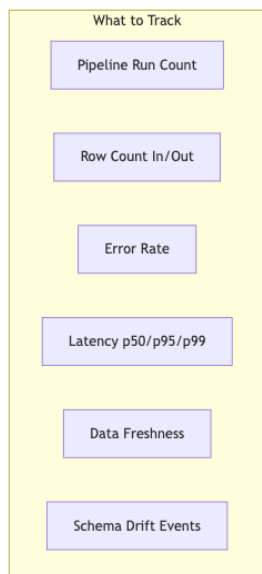 What to Track
Pipeline Run Count
Row Count In/Out
Error Rate
Latency p50/p95/p99
Data Freshness
Schema Drift Events